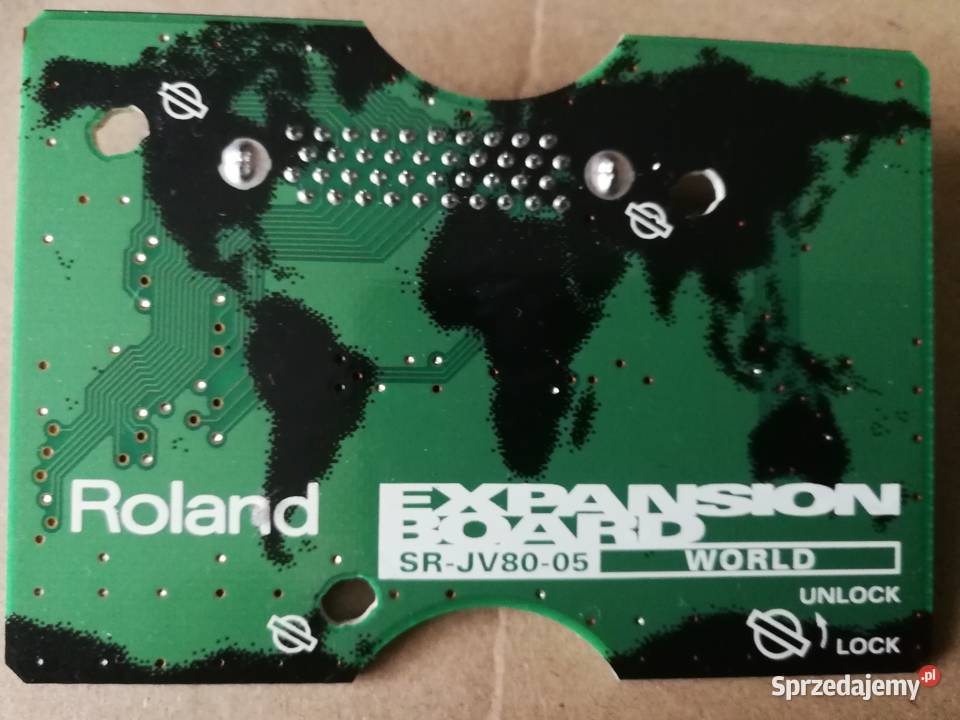 Roland
EXPANSION
BOARD
SR-JV80-05 WORLD
UNLOCK
LOCK
Sprzedajemy.pl